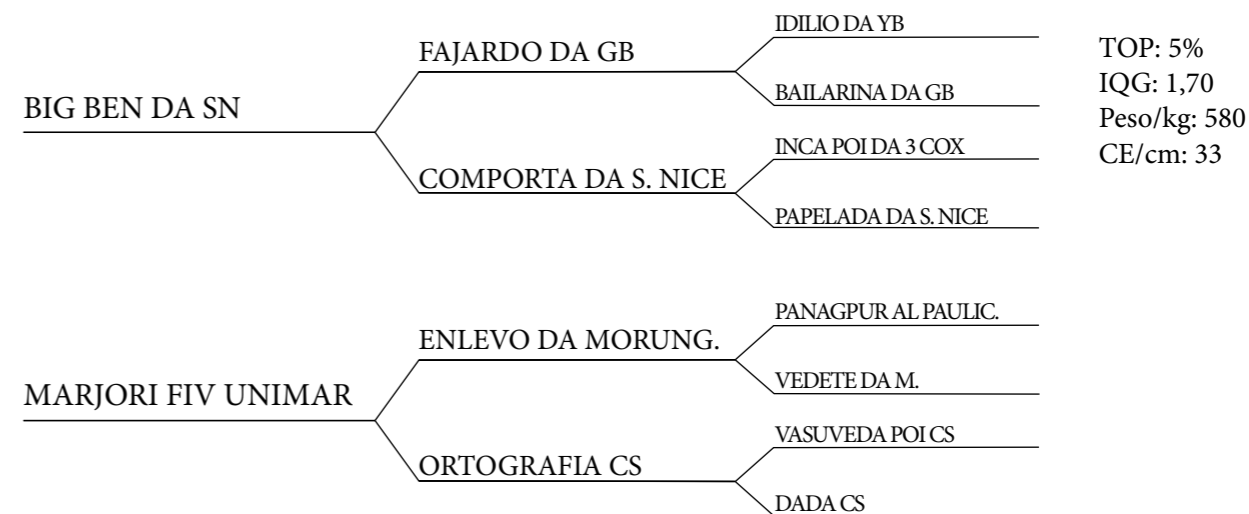 BIG BEN DA SN
FAJARDO DA GB
IDILIO DA YB
BAILARINA DA GB
COMPORTA DA S. NICE
INCA POI DA 3 COX
PAPELADA DA S. NICE
TOP: 5%
IQG: 1,70
Peso/kg: 580
CE/cm: 33
MARJORI FIV UNIMAR
ENLEVO DA MORUNG.
PANAGPUR AL PAULIC.
VEDETE DA M.
ORTOGRAFIA CS
VASUVEDA POI CS
DADA CS